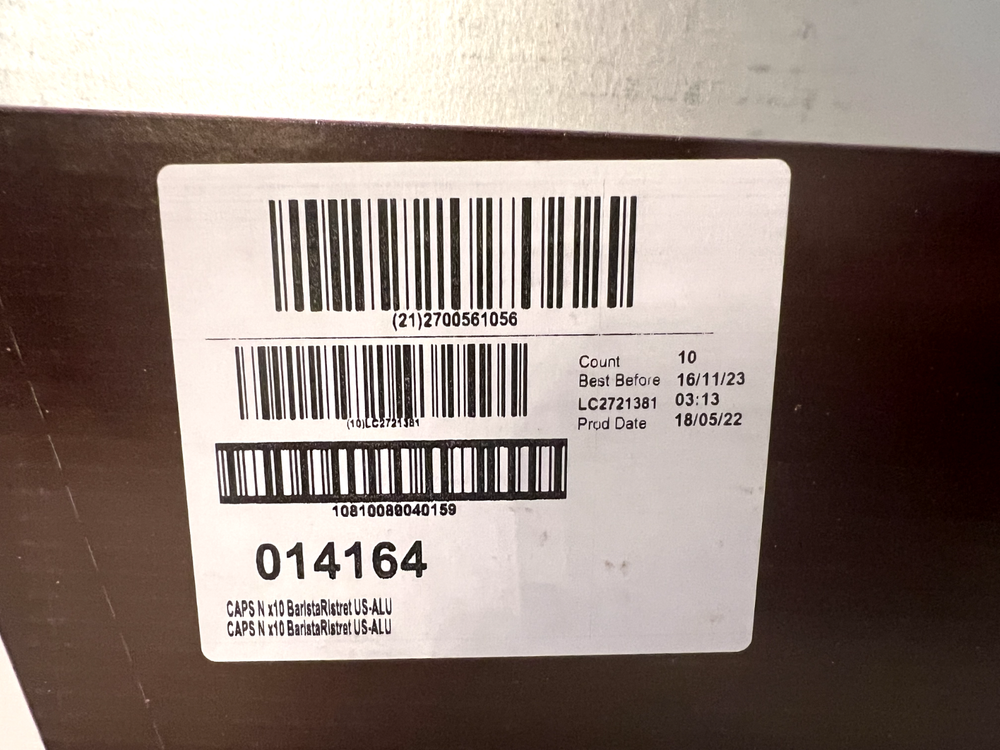 (21)2700561056
Count 10
Best Before 16/11/23
LC2721381 03:13
Prod Date 18/05/22
(10)LC2721381
10810089040159
014164
CAPS N x10 BaristaRistret US-ALU
CAPS N x10 BaristaRistret US-ALU